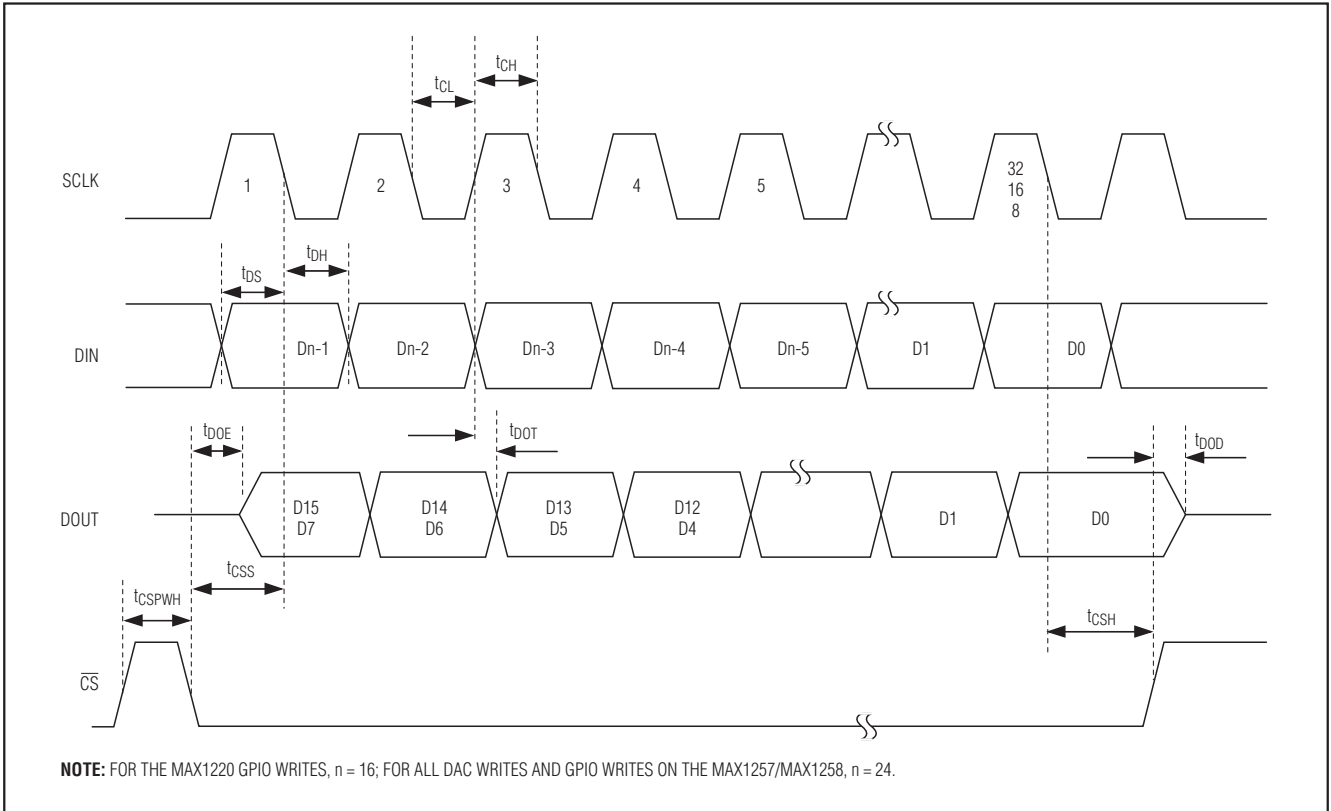 tCL
tCH
SCLK
1
2
3
4
5
32
16
8
tDS
tDH
DIN
Dn-1
Dn-2
Dn-3
Dn-4
Dn-5
D1
D0
tDOE
tDOT
tDOD
DOUT
D15
D7
D14
D6
D13
D5
D12
D4
D1
D0
tCSPWH
tCSS
tCSH
CS
NOTE: FOR THE MAX1220 GPIO WRITES, n = 16; FOR ALL DAC WRITES AND GPIO WRITES ON THE MAX1257/MAX1258, n = 24.